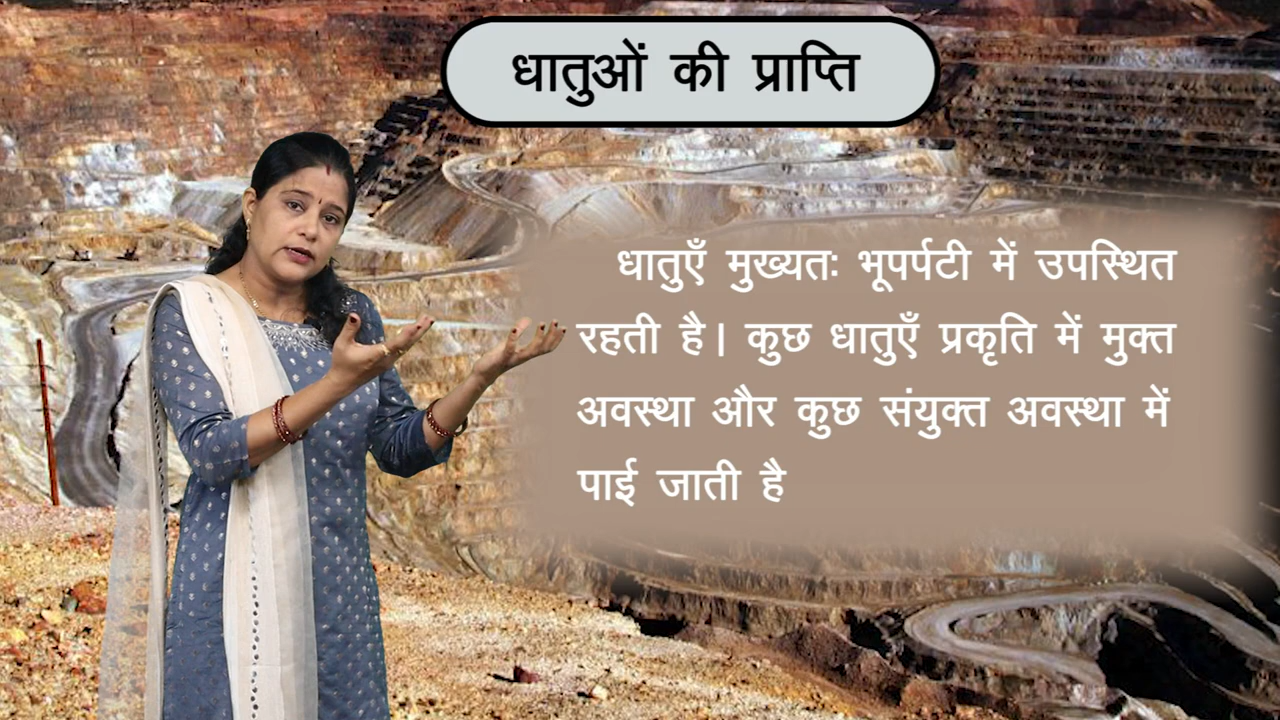 धातुओं की प्राप्ति
धातुएँ मुख्यतः भूपर्पटी में उपस्थित
रहती है। कुछ धातुएँ प्रकृति में मुक्त
अवस्था और कुछ संयुक्त अवस्था में
पाई जाती है